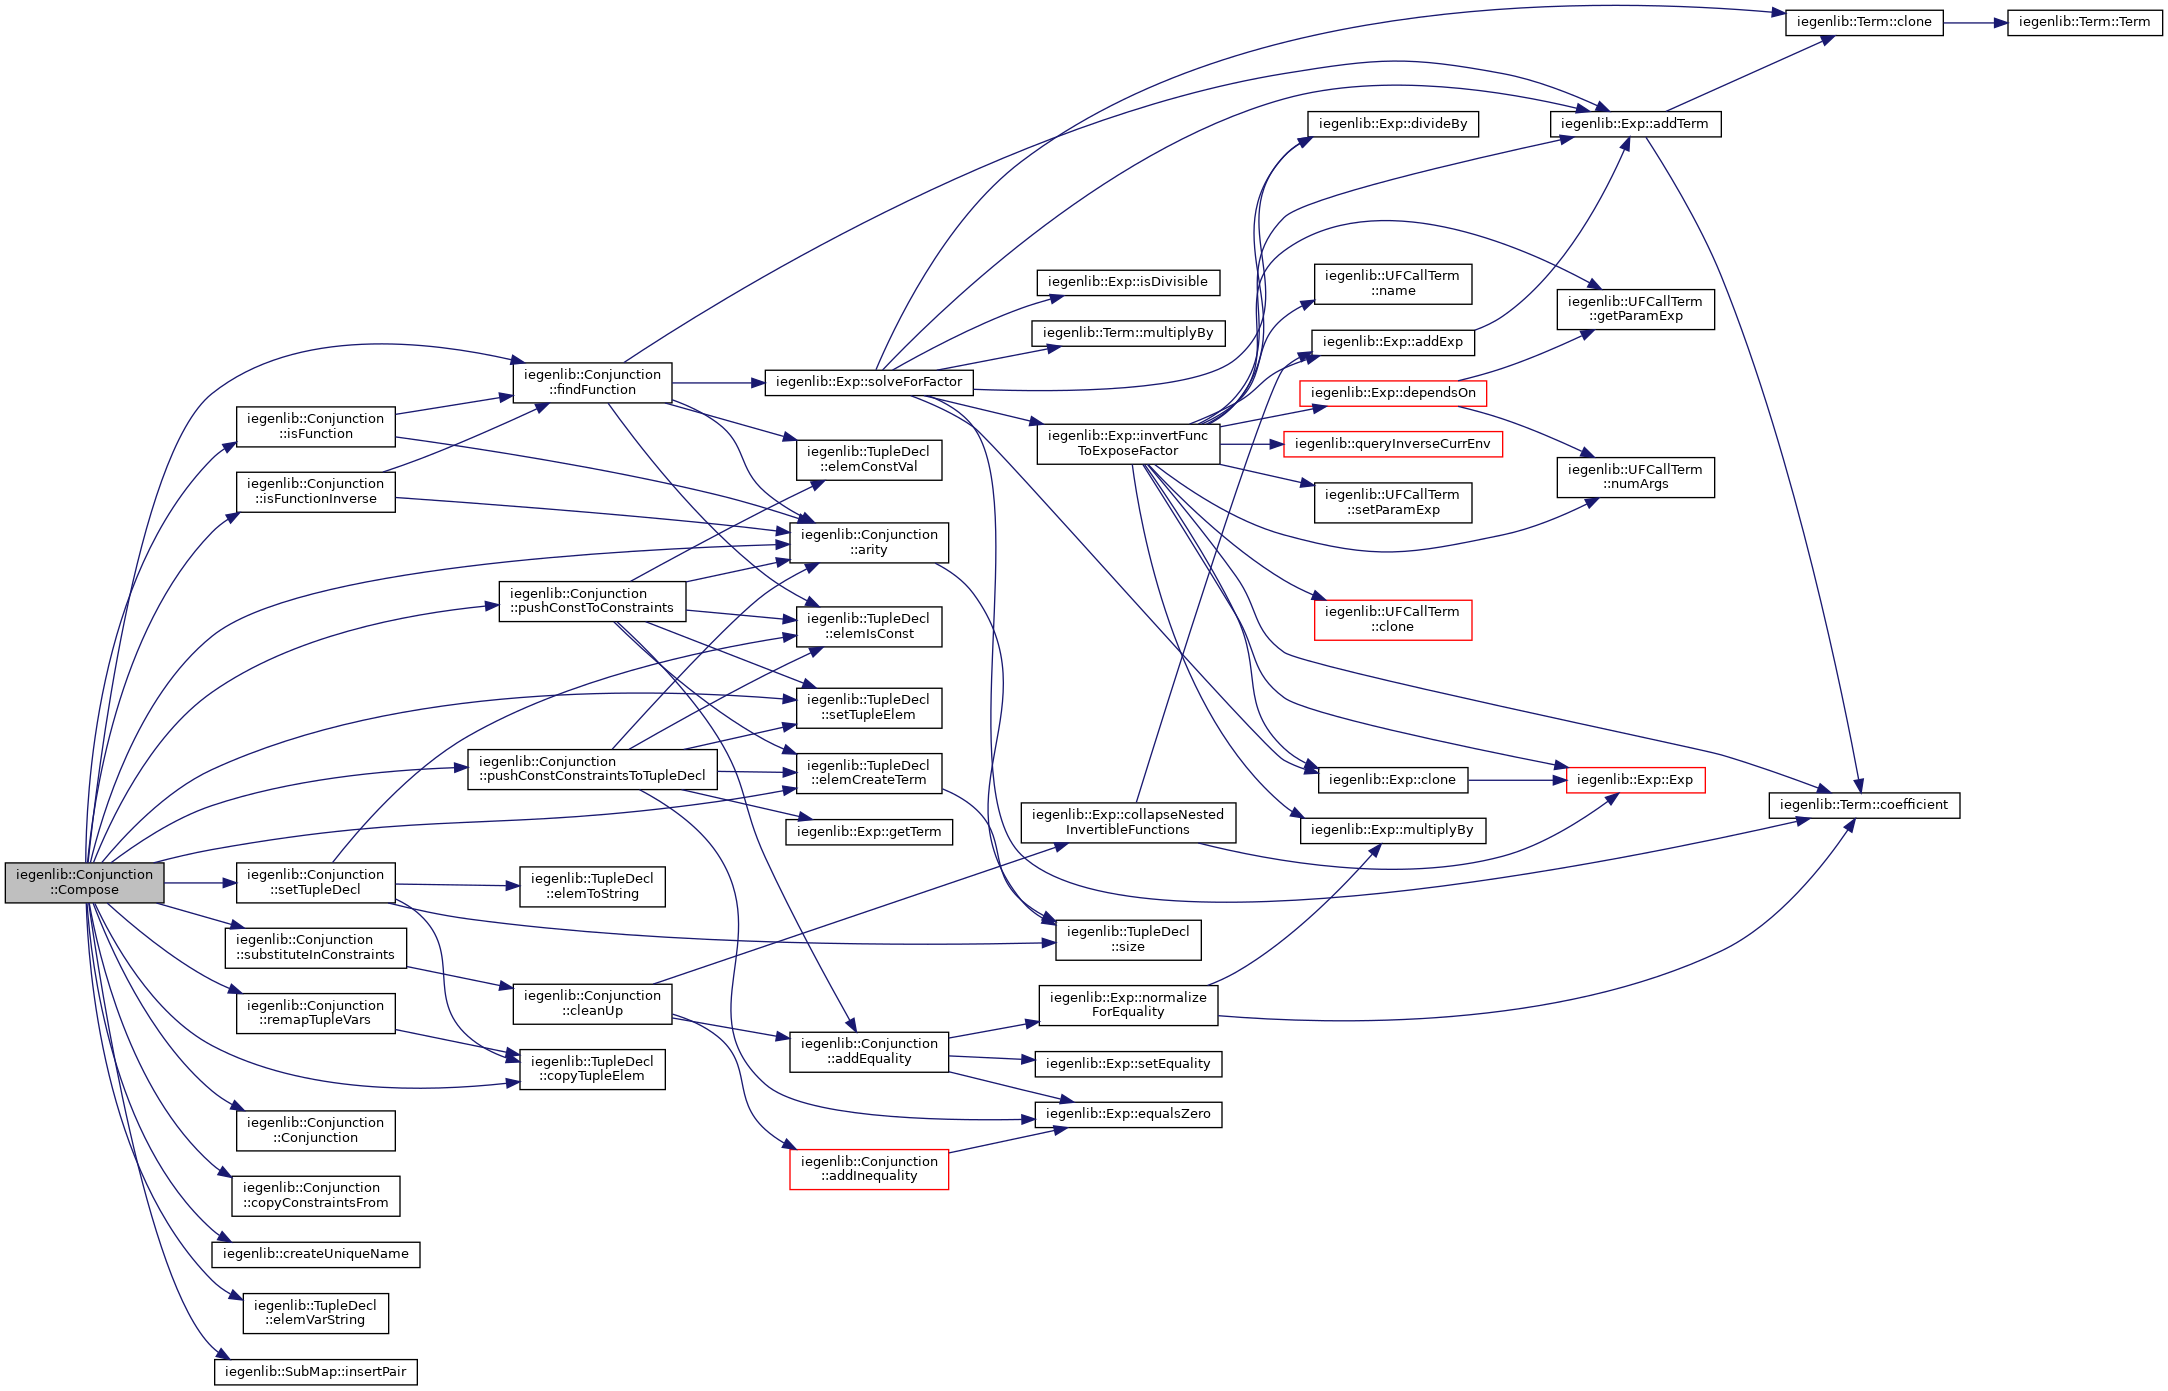 iegenlib::Term::clone
iegenlib::Term::Term
iegenlib::Exp::divideBy
iegenlib::Exp::addTerm
iegenlib::Exp::isDivisible
iegenlib::UFCallTerm
::name
iegenlib::UFCallTerm
::getParamExp
iegenlib::Term::multiplyBy
iegenlib::Exp::addExp
iegenlib::Conjunction
::findFunction
iegenlib::Exp::solveForFactor
iegenlib::Exp::dependsOn
iegenlib::Conjunction
::isFunction
iegenlib::Exp::invertFunc
ToExposeFactor
iegenlib::queryInverseCurrEnv
iegenlib::TupleDecl
::elemConstVal
iegenlib::UFCallTerm
::numArgs
iegenlib::Conjunction
::isFunctionInverse
iegenlib::UFCallTerm
::setParamExp
iegenlib::Conjunction
::arity
iegenlib::Conjunction
::pushConstToConstraints
iegenlib::UFCallTerm
::clone
iegenlib::TupleDecl
::elemIsConst
iegenlib::TupleDecl
::setTupleElem
iegenlib::Conjunction
::pushConstConstraintsToTupleDecl
iegenlib::TupleDecl
::elemCreateTerm
iegenlib::Exp::clone
iegenlib::Exp::Exp
iegenlib::Term::coefficient
iegenlib::Exp::collapseNested
InvertibleFunctions
iegenlib::Exp::getTerm
iegenlib::Exp::multiplyBy
iegenlib::Conjunction
::Compose
iegenlib::Conjunction
::setTupleDecl
iegenlib::TupleDecl
::elemToString
iegenlib::TupleDecl
::size
iegenlib::Conjunction
::substituteInConstraints
iegenlib::Conjunction
::cleanUp
iegenlib::Exp::normalize
ForEquality
iegenlib::Conjunction
::remapTupleVars
iegenlib::Conjunction
::addEquality
iegenlib::Exp::setEquality
iegenlib::TupleDecl
::copyTupleElem
iegenlib::Exp::equalsZero
iegenlib::Conjunction
::Conjunction
iegenlib::Conjunction
::addInequality
iegenlib::Conjunction
::copyConstraintsFrom
iegenlib::createUniqueName
iegenlib::TupleDecl
::elemVarString
iegenlib::SubMap::insertPair